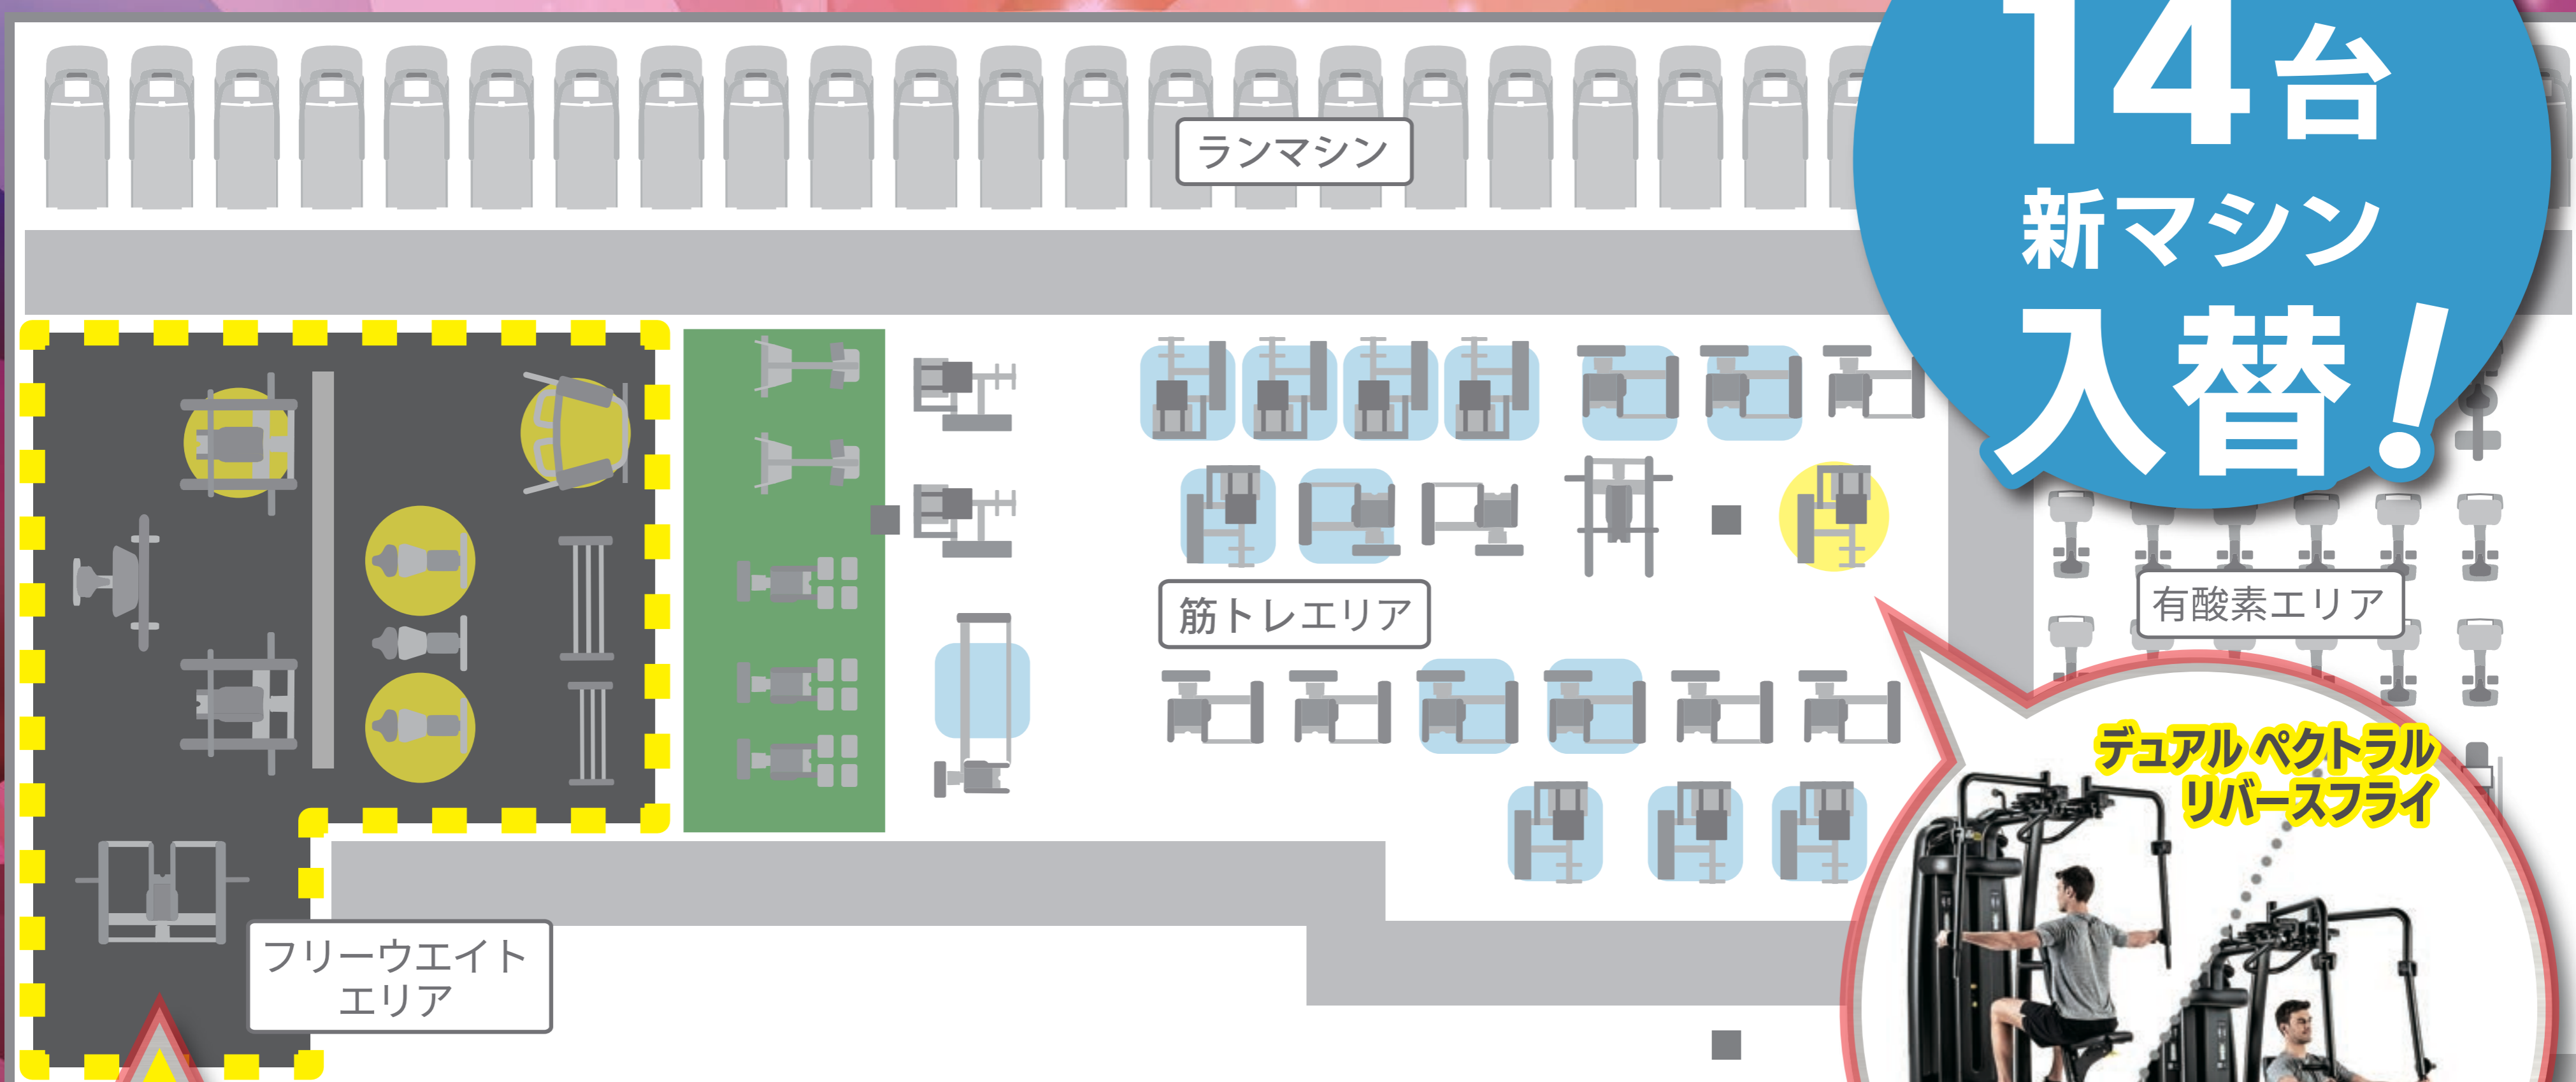 14台
新マシン
入替!
ランマシン
筋トレエリア
有酸素エリア
デュアル ペクトラル
リバースフライ
フリーウエイト
エリア